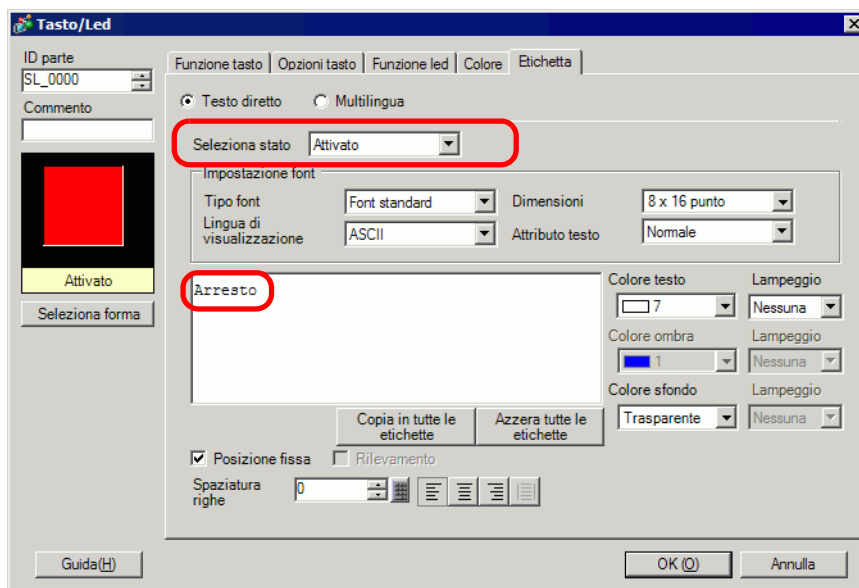 Tasto/Led
ID parte
SL_0000
Commento
Attivato
Seleziona forma
Funzione tasto
Opzioni tasto
Funzione led
Colore
Etichetta
Testo diretto
Multilingua
Seleziona stato
Attivato
Impostazione font
Tipo font
Font standard
Dimensioni
8 x 16 punto
Lingua di
visualizzazione
ASCII
Attributo testo
Normale
Arresto
Colore testo
Lampeggio
7
Nessuna
Colore ombra
Lampeggio
1
Nessuna
Colore sfondo
Lampeggio
Trasparente
Nessuna
Copia in tutte le
etichette
Azzera tutte le
etichette
Posizione fissa
Rilevamento
Spaziatura
righe
0
Guida(H)
OK (O)
Annulla